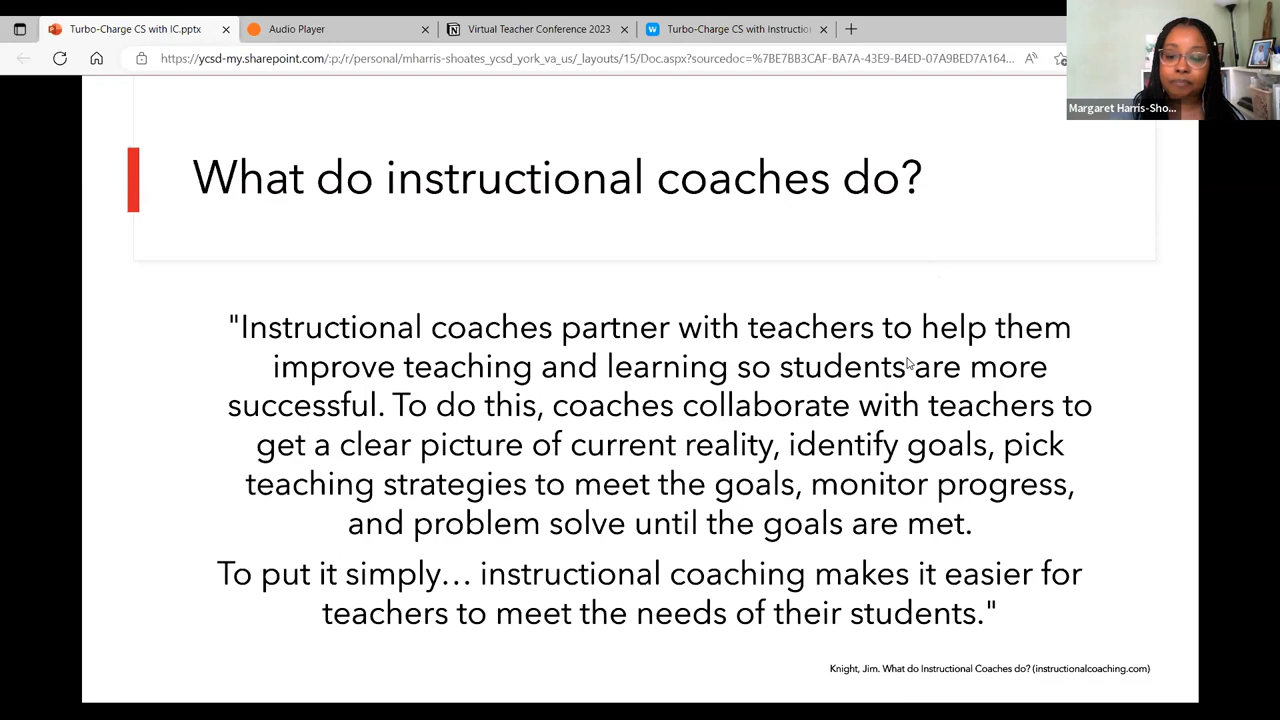 Turbo-Charge CS with IC.pptx
Audio Player
Virtual Teacher Conference 2023
Turbo-Charge CS with Instructio
https://ycsd-my.sharepoint.com/:p:/r/personal/mharris-shoates_ycsd_york_va_us/_layouts/15/Doc.aspx?sourcedoc=%7BE7BB3CAF-BA7A-43E9-B4ED-07A9BED7A164...
Margaret Harris-Sho...
What do instructional coaches do?
"Instructional coaches partner with teachers to help them
improve teaching and learning so students are more
successful. To do this, coaches collaborate with teachers to
get a clear picture of current reality, identify goals, pick
teaching strategies to meet the goals, monitor progress,
and problem solve until the goals are met.
To put it simply… instructional coaching makes it easier for
teachers to meet the needs of their students."
Knight, Jim. What do Instructional Coaches do? (instructionalcoaching.com)